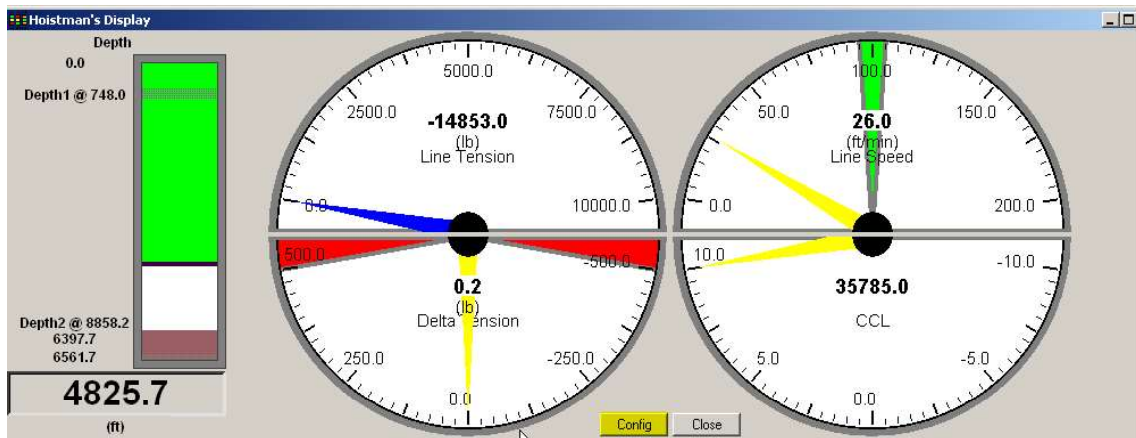 Hoistman's Display
Depth
0.0
Depth1 @ 748.0
Depth2 @ 8858.2
6397.7
6561.7
4825.7
(ft)
5000.0
2500.0
7500.0
-14853.0
(lb)
Line Tension
0.0
10000.0
500.0
-500.0
0.2
(lb)
Delta Tension
250.0
-250.0
0.0
100.0
50.0
150.0
26.0
(ft/min)
Line Speed
0.0
200.0
10.0
-10.0
35785.0
CCL
5.0
-5.0
0.0
Config
Close